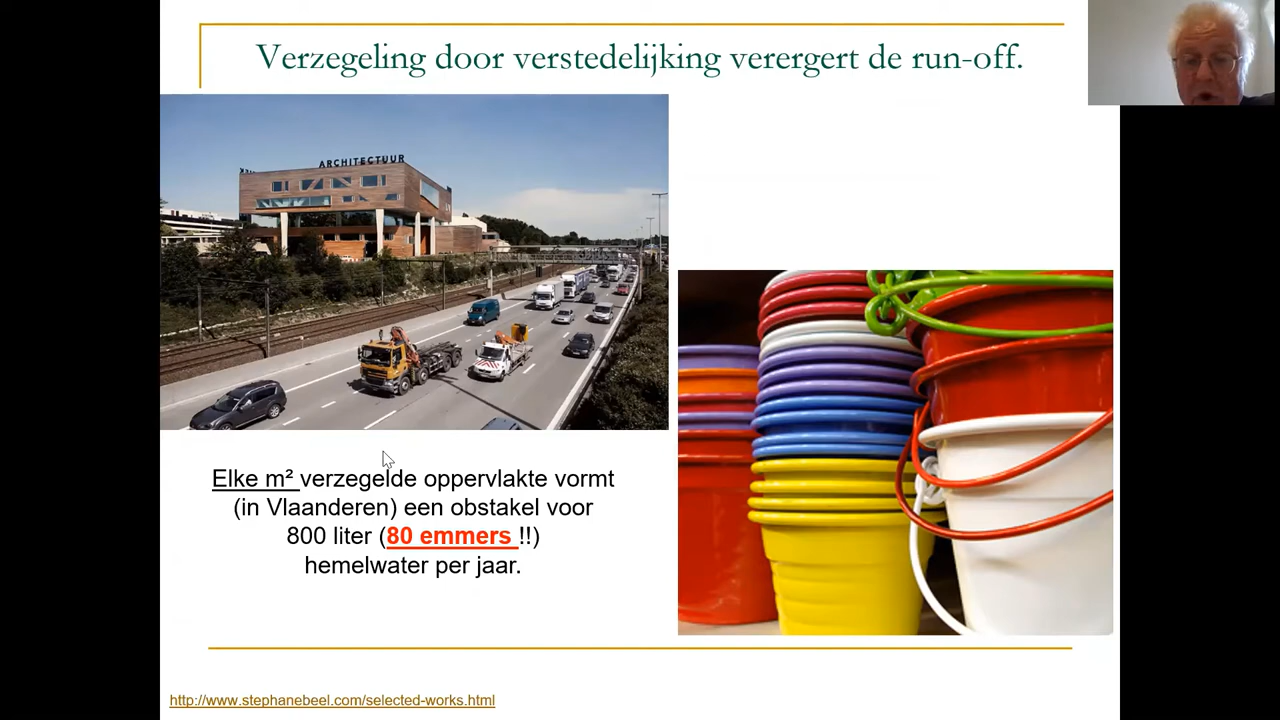 Verzegeling door verstedelijking verergert de run-off.
ARCHITECTUUR
Elke m² verzegelde oppervlakte vormt
(in Vlaanderen) een obstakel voor
800 liter (80 emmers !!)
hemelwater per jaar.
http://www.stephanebeel.com/selected-works.html